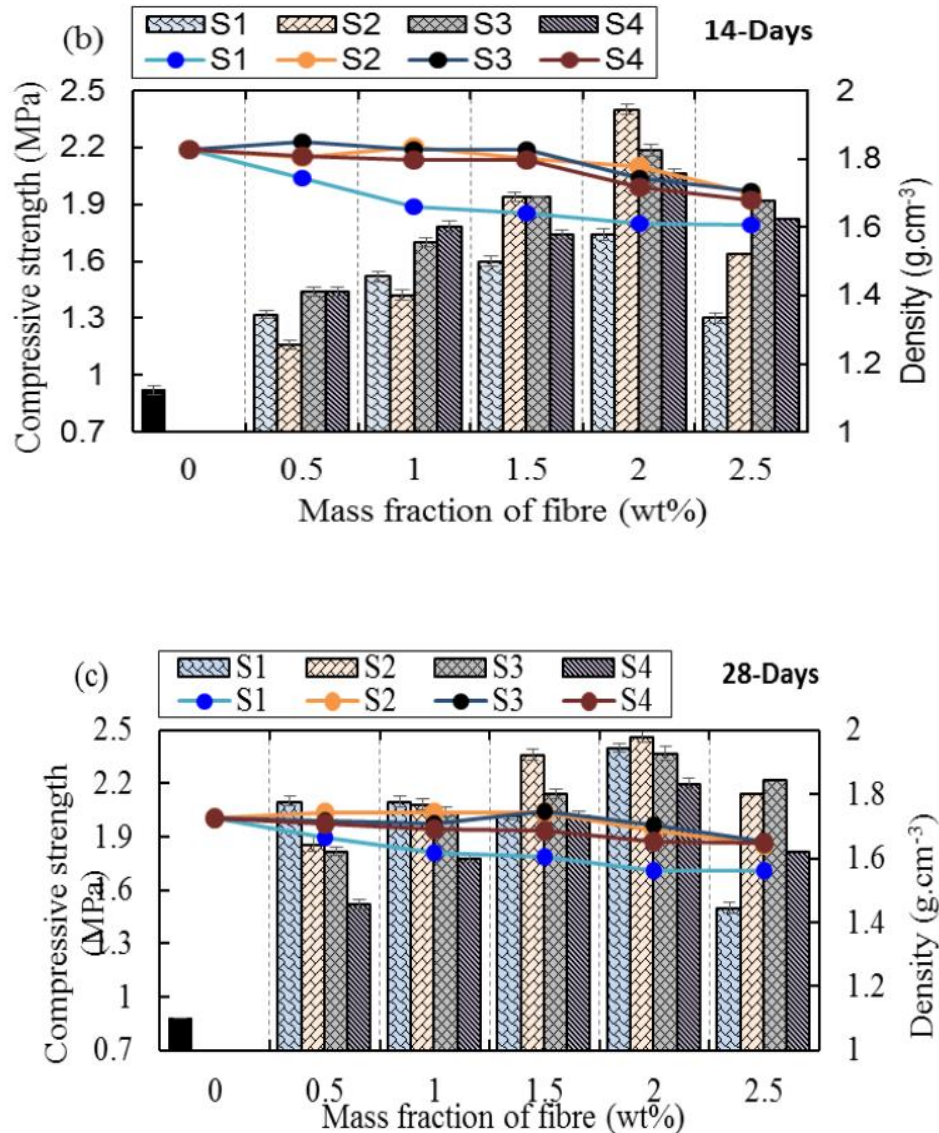 (b)
S1 S2 S3 S4
S1 S2 S3 S4
14-Days
Compressive strength (MPa)
2.5
2.2
1.9
1.6
1.3
1
0.7
2
1.8
1.6
1.4
1.2
1
Density (g.cm-3)
0 0.5 1 1.5 2 2.5
Mass fraction of fibre (wt%)
(c)
S1 S2 S3 S4
S1 S2 S3 S4
28-Days
Compressive strength
(MPa)
2.5
2.2
1.9
1.6
1.3
1
0.7
2
1.8
1.6
1.4
1.2
1
Density (g.cm-3)
0 0.5 1 1.5 2 2.5
Mass fraction of fibre (wt%)